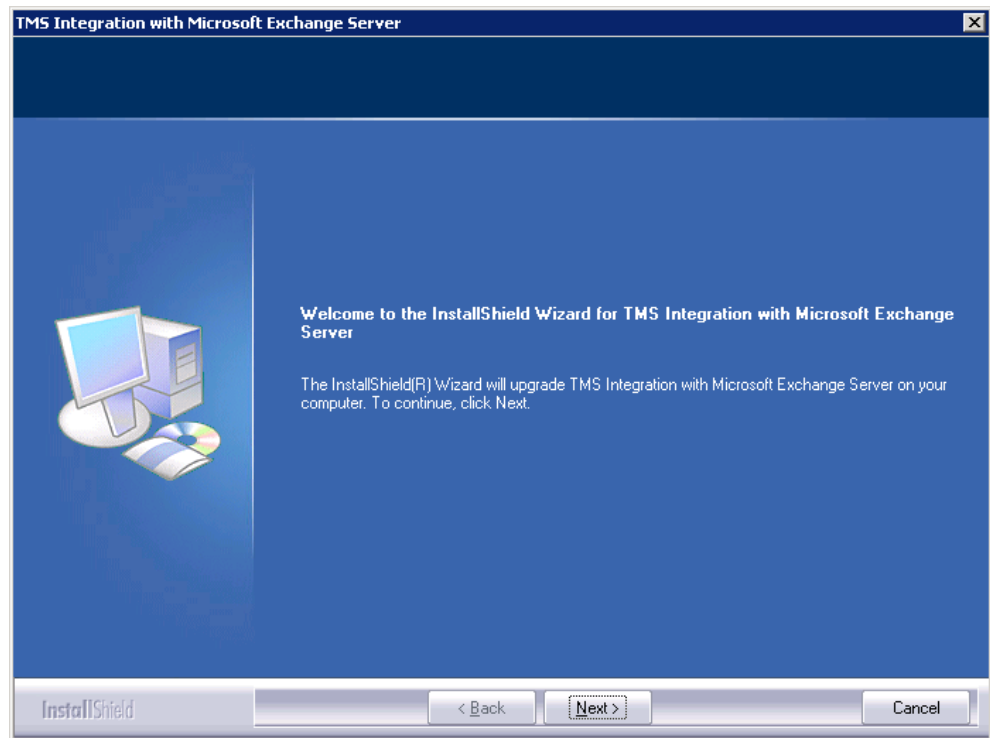 TMS Integration with Microsoft Exchange Server
Welcome to the InstallShield Wizard for TMS Integration with Microsoft Exchange
Server
The InstallShield(R) Wizard will upgrade TMS Integration with Microsoft Exchange Server on your
computer. To continue, click Next.
InstallShield
< Back
Next >
Cancel